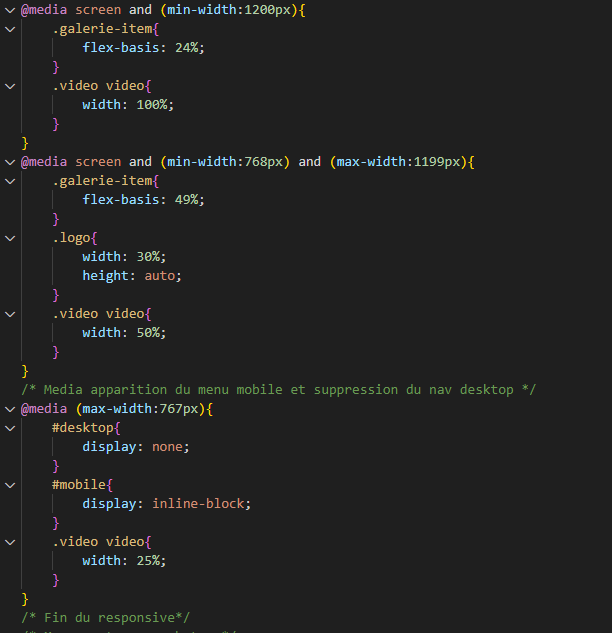 @media screen and (min-width:1200px){
    .galerie-item{
        flex-basis: 24%;
    }
    .video video{
        width: 100%;
    }
}
@media screen and (min-width:768px) and (max-width:1199px){
    .galerie-item{
        flex-basis: 49%;
    }
    .logo{
        width: 30%;
        height: auto;
    }
    .video video{
        width: 50%;
    }
}
/* Media apparition du menu mobile et suppression du nav desktop */
@media (max-width:767px){
    #desktop{
        display: none;
    }
    #mobile{
        display: inline-block;
    }
    .video video{
        width: 25%;
    }
}
/* Fin du responsive*/